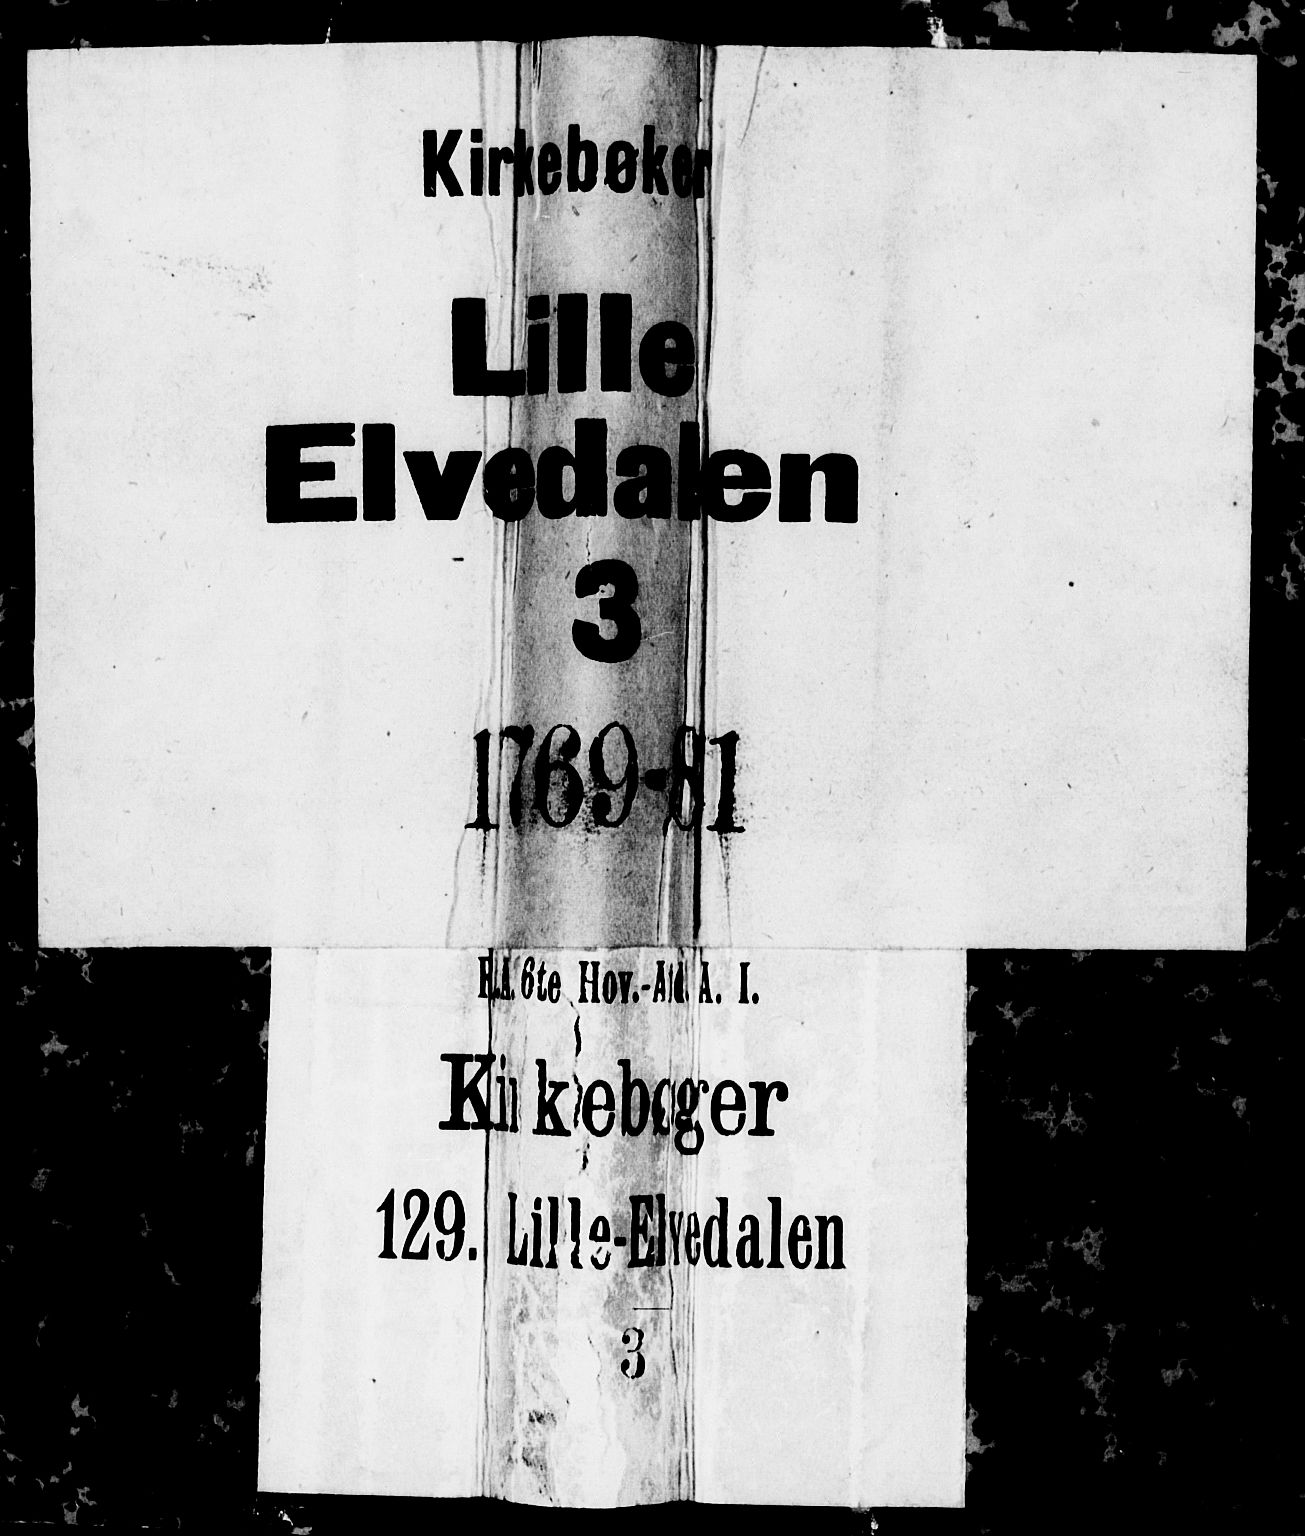 Kirkebøker
Lille
Elvedalen
3
1769-81
R.A. 6te Hov.-Afd. A. I.
Kirkebøger
129. Lille-Elvedalen
3